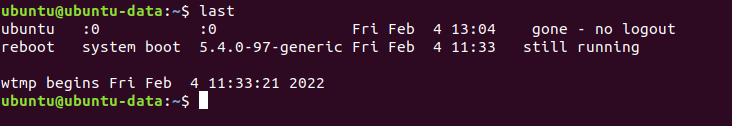 ubuntu@ubuntu-data:~$ last
ubuntu   :0           :0               Fri Feb  4 13:04    gone - no logout
reboot   system boot  5.4.0-97-generic Fri Feb  4 11:33   still running

wtmp begins Fri Feb  4 11:33:21 2022
ubuntu@ubuntu-data:~$